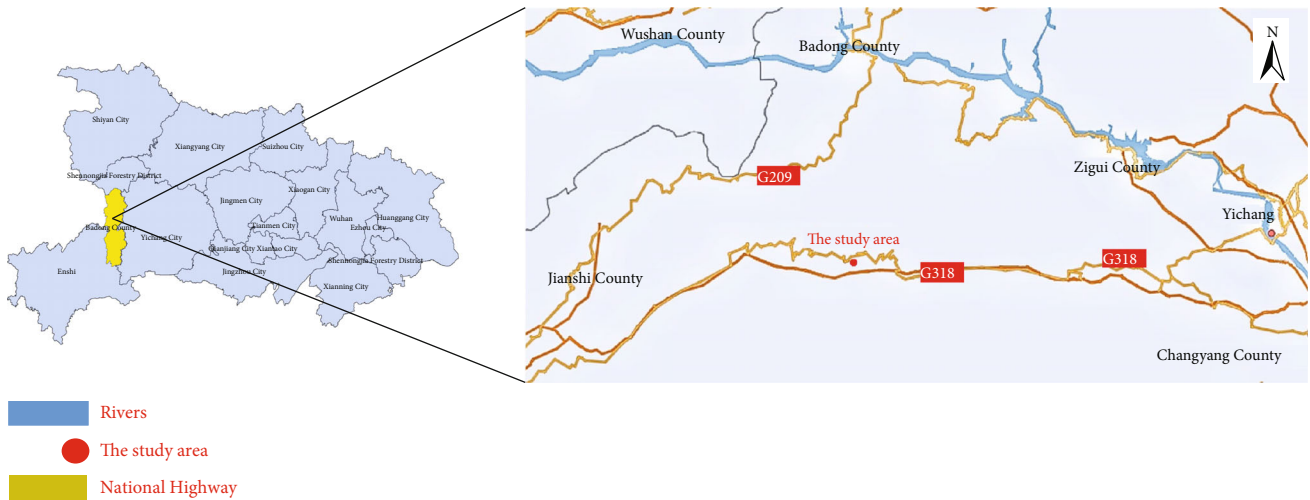 Shiyan City
Xiangyang City
Suizhou City
Shennongjia Forestry District
Xiaogan City
Jingmen City
Wuhan
Huanggang City
Tianmen City
Ezhou City
Badong County
Yichang City
Qianjiang City
Xiantao City
Shennongjia Forestry District
Enshi
Jingzhou City
Xianning City
Wushan County
Badong County
N
Zigui County
G209
Yichang
The study area
Jianshi County
G318
G318
Changyang County
Rivers
The study area
National Highway